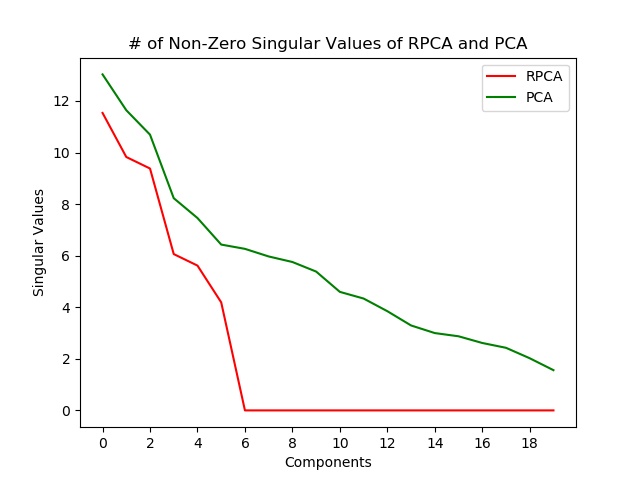 # of Non-Zero Singular Values of RPCA and PCA
RPCA
PCA
12
10
8
6
4
2
0
Singular Values
0 2 4 6 8 10 12 14 16 18
Components